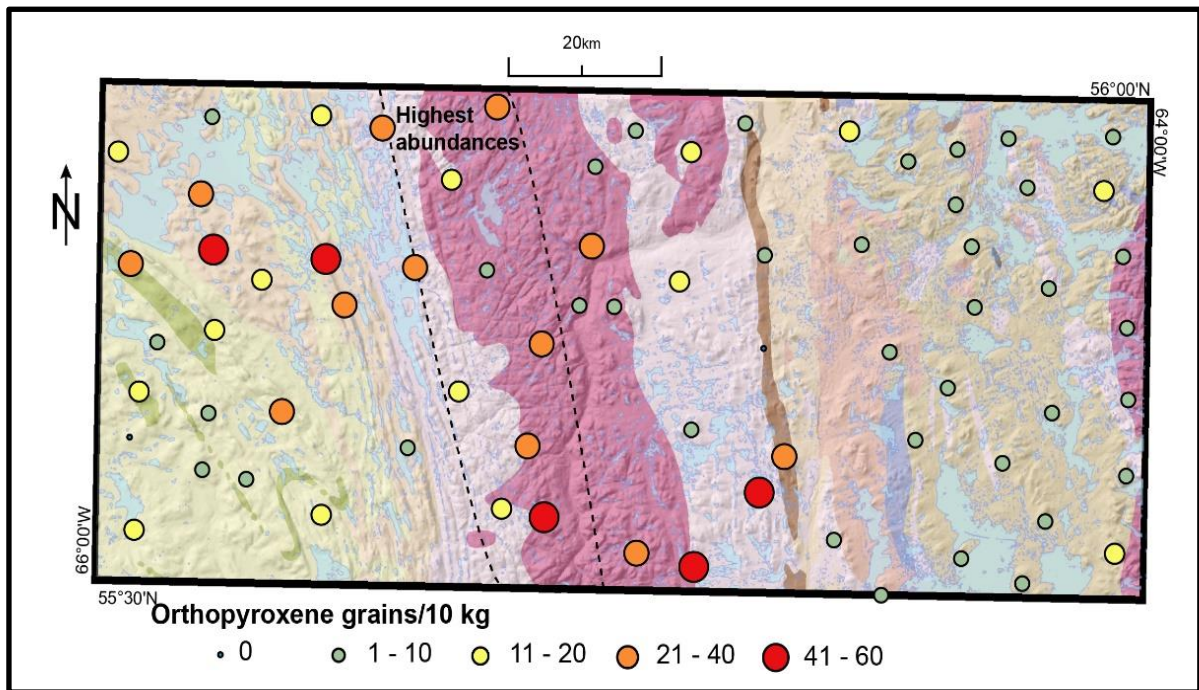 20km
56°00'N
64°00'W
Highest
abundances
N
66°00'W
55°30'N
Orthopyroxene grains/10 kg
0
1 - 10
11 - 20
21 - 40
41 - 60